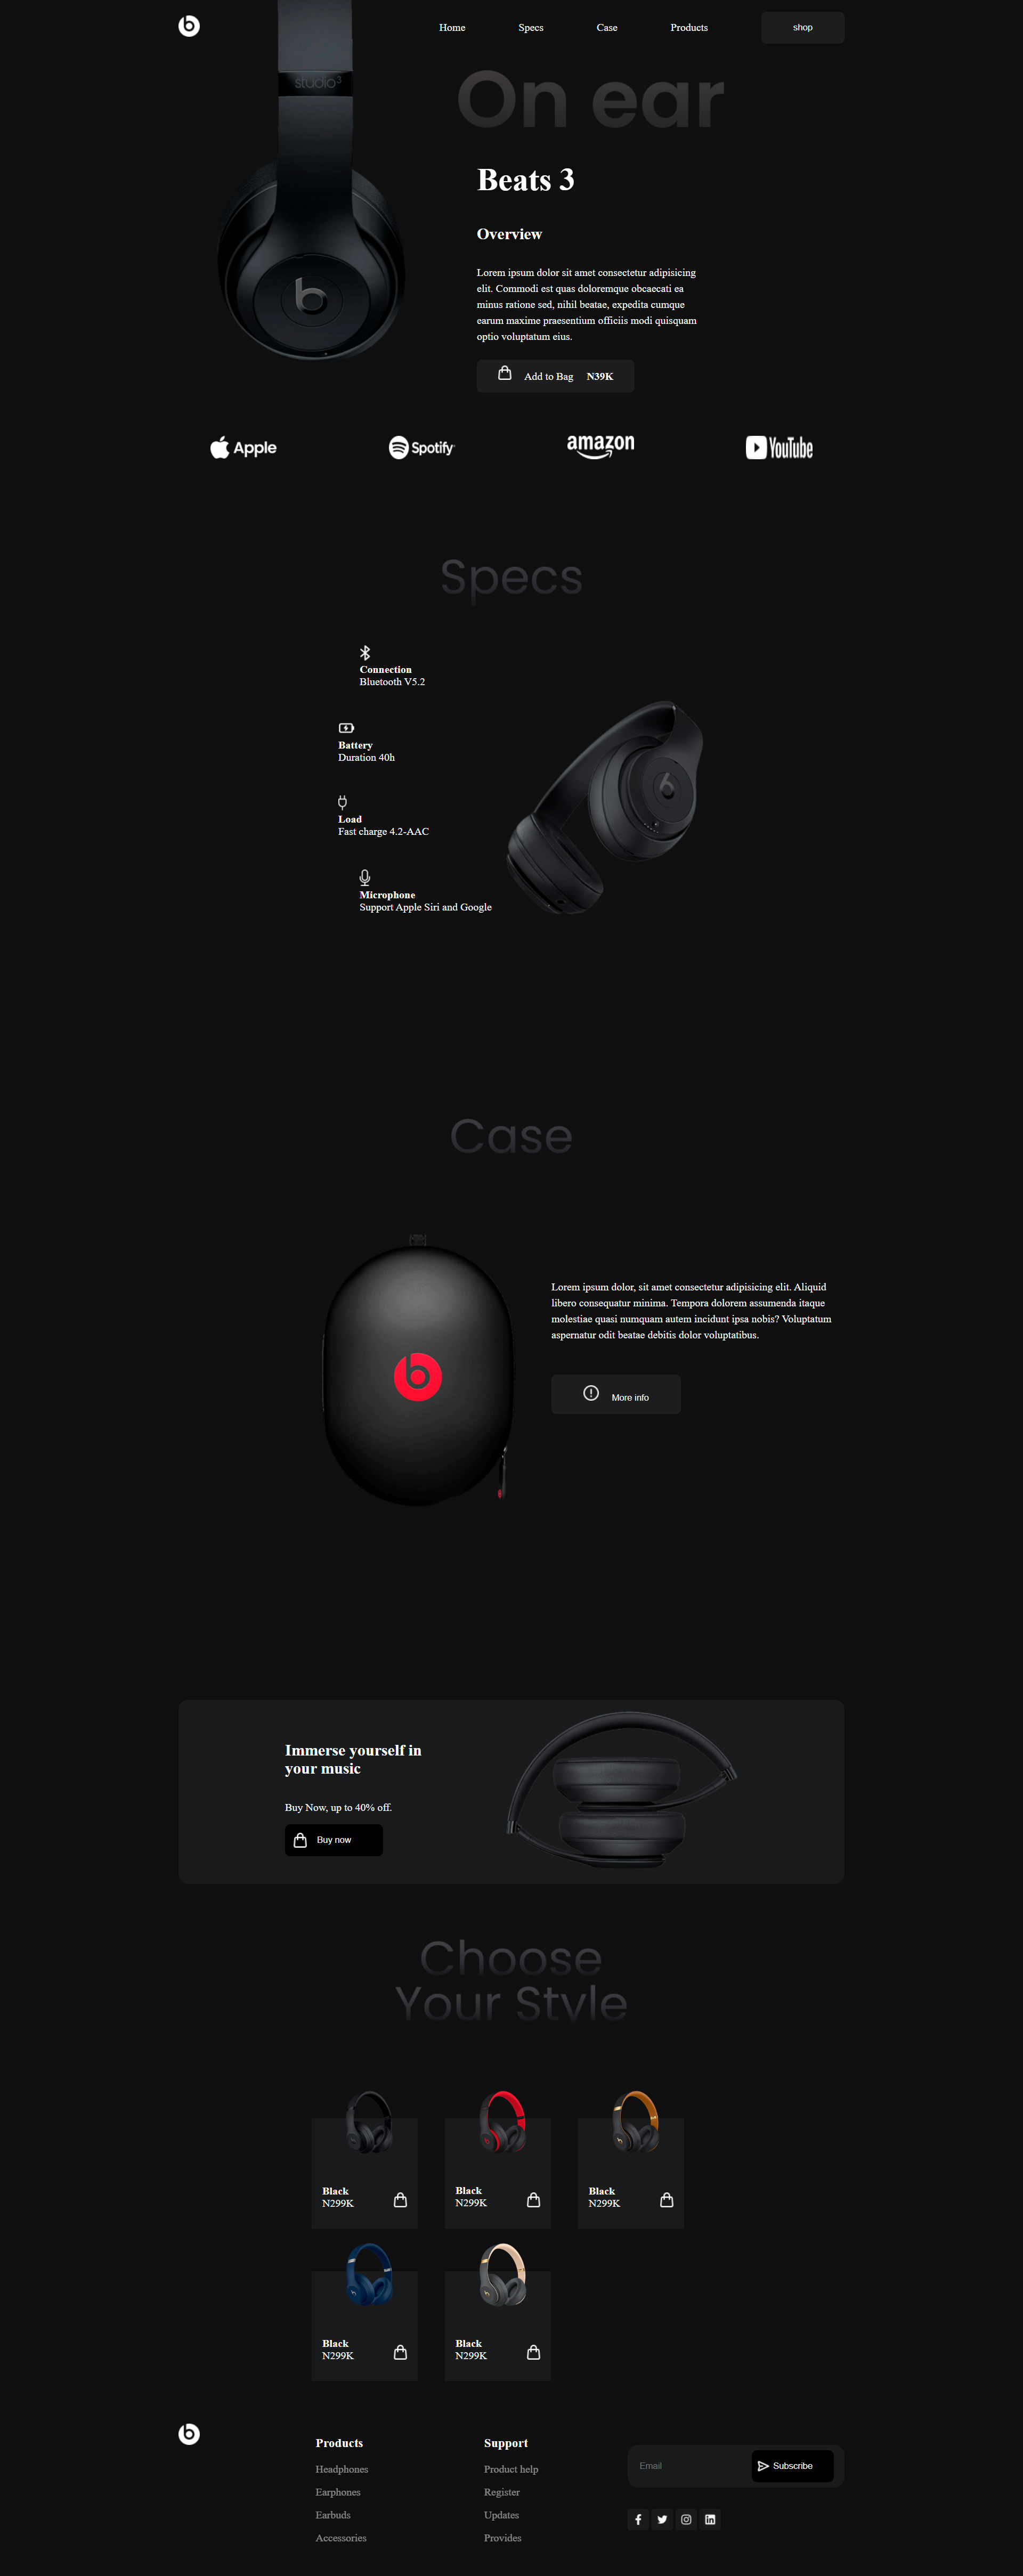 Home
Specs
Case
Products
shop
studio3
On ear
Beats 3
Overview
Lorem ipsum dolor sit amet consectetur adipisicing
elit. Commodi est quas doloremque obcaecati ea
minus ratione sed, nihil beatae, expedita cumque
earum maxime praesentium officiis modi quisquam
optio voluptatum eius.
Add to Bag N39K
Apple
Spotify
amazon
YouTube
Specs
Connection
Bluetooth V5.2
Battery
Duration 40h
Load
Fast charge 4.2-AAC
Microphone
Support Apple Siri and Google
Case
Lorem ipsum dolor, sit amet consectetur adipisicing elit. Aliquid
libero consequatur minima. Tempora dolorem assumenda itaque
molestiae quasi numquam autem incidunt ipsa nobis? Voluptatum
aspernatur odit beatae debitis dolor voluptatibus.
More info
Immerse yourself in
your music
Buy Now, up to 40% off.
Buy now
Choose
Your Style
Black
N299K
Black
N299K
Black
N299K
Black
N299K
Black
N299K
Products
Headphones
Earphones
Earbuds
Accessories
Support
Product help
Register
Updates
Provides
Email
Subscribe